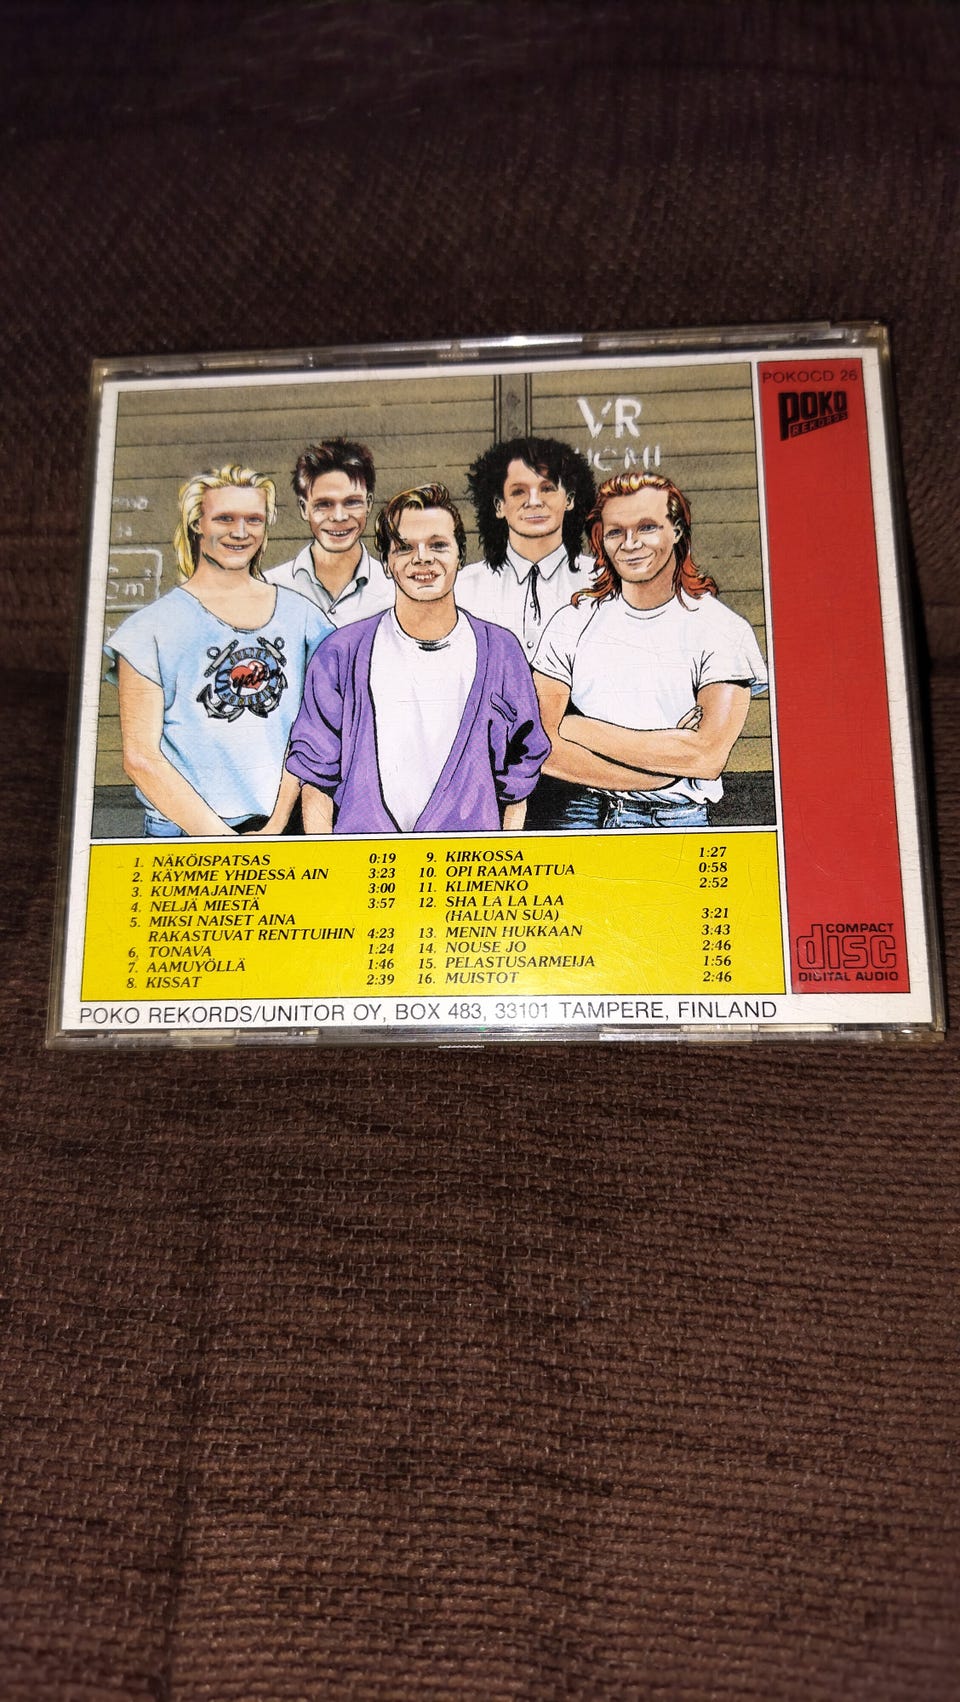 POKOCD 26
POKO
REKORDS
VR
Sydän
1. NÄKÖISPATSAS 0:19
2. KÄYMME YHDESSÄ AIN 3:23
3. KUMMAJAINEN 3:00
4. NELJÄ MIESTÄ 3:57
5. MIKSI NAISET AINA
RAKASTUVAT RENTTUIHIN 4:23
6. TONAVA 1:24
7. AAMUYÖLLÄ 1:46
8. KISSAT 2:39
9. KIRKOSSA 1:27
10. OPI RAAMATTUA 0:58
11. KLIMENKO 2:52
12. SHA LA LA LAA
(HALUAN SUA) 3:21
13. MENIN HUKKAAN 3:43
14. NOUSE JO 2:46
15. PELASTUSARMEIJA 1:56
16. MUISTOT 2:46
COMPACT
disc
DIGITAL AUDIO
POKO REKORDS/UNITOR OY, BOX 483, 33101 TAMPERE, FINLAND